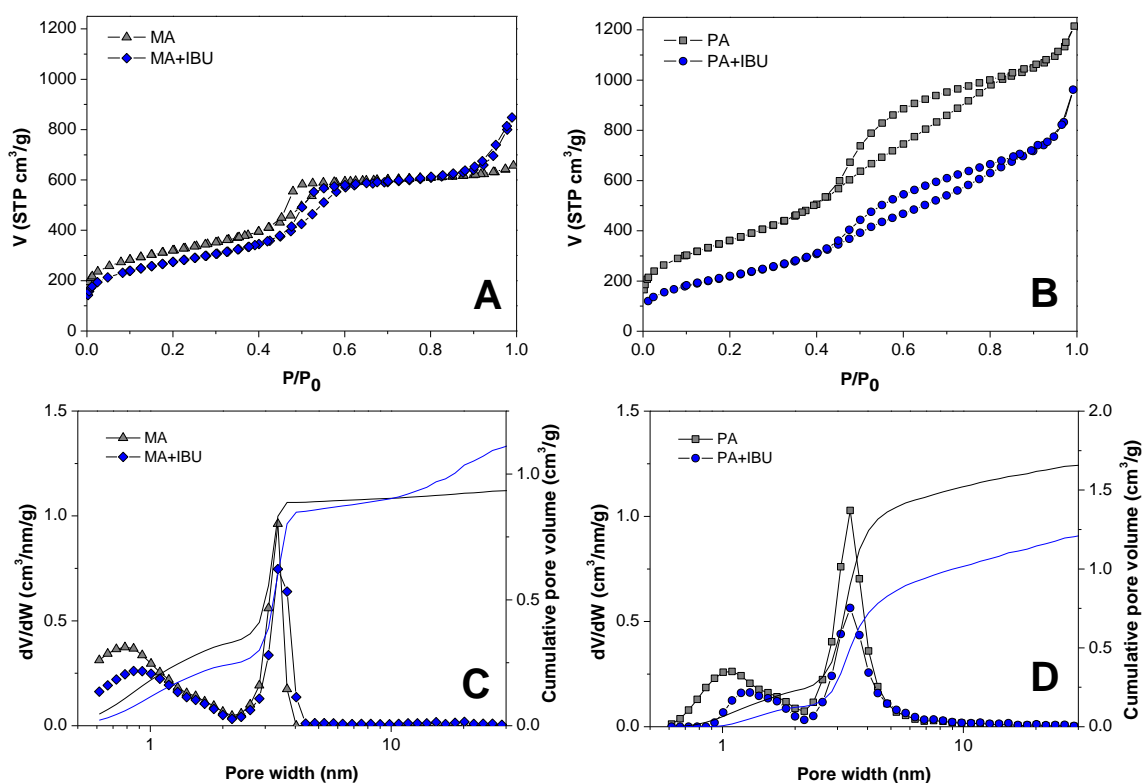 1200
1000
800
600
400
200
0
V (STP cm³/g)
MA
MA+IBU
A
0.0 0.2 0.4 0.6 0.8 1.0
P/P₀
1200
1000
800
600
400
200
0
V (STP cm³/g)
PA
PA+IBU
B
0.0 0.2 0.4 0.6 0.8 1.0
P/P₀
1.5
1.0
0.5
0.0
dV/dW (cm³/nm/g)
MA
MA+IBU
C
1.0
0.5
0.0
Cumulative pore volume (cm³/g)
1 10
Pore width (nm)
1.5
1.0
0.5
0.0
dV/dW (cm³/nm/g)
PA
PA+IBU
D
2.0
1.5
1.0
0.5
0.0
Cumulative pore volume (cm³/g)
1 10
Pore width (nm)